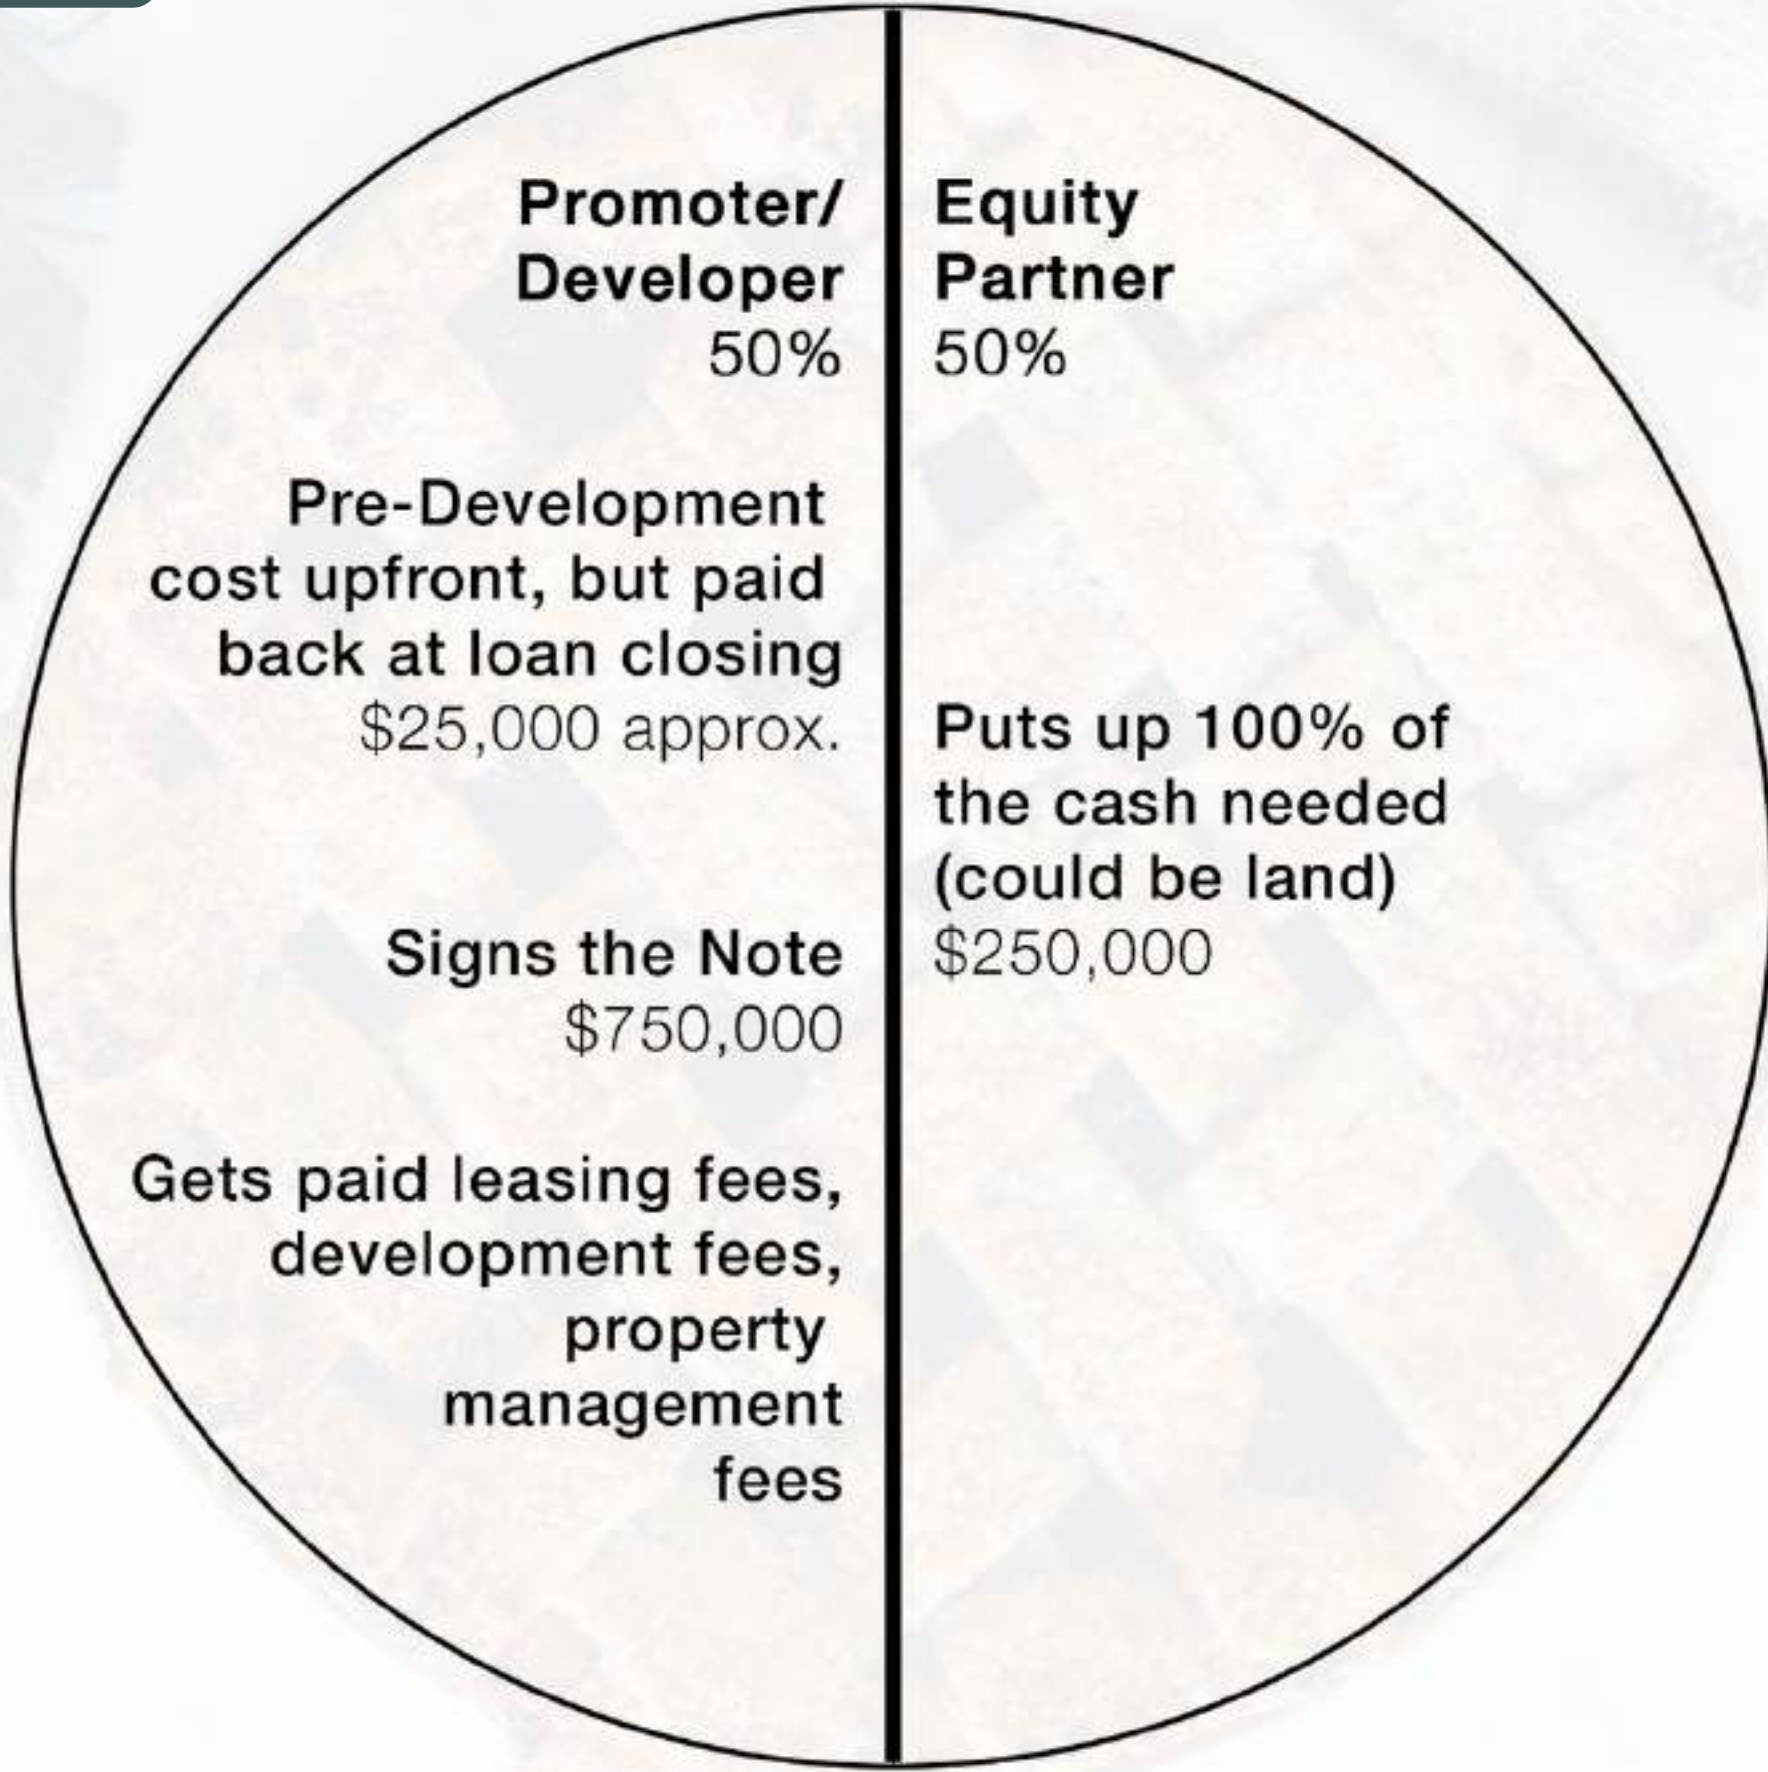 Promoter/
Developer
50%
Pre-Development
cost upfront, but paid
back at loan closing
$25,000 approx.
Signs the Note
$750,000
Gets paid leasing fees,
development fees,
property
management
fees
Equity
Partner
50%
Puts up 100% of
the cash needed
(could be land)
$250,000